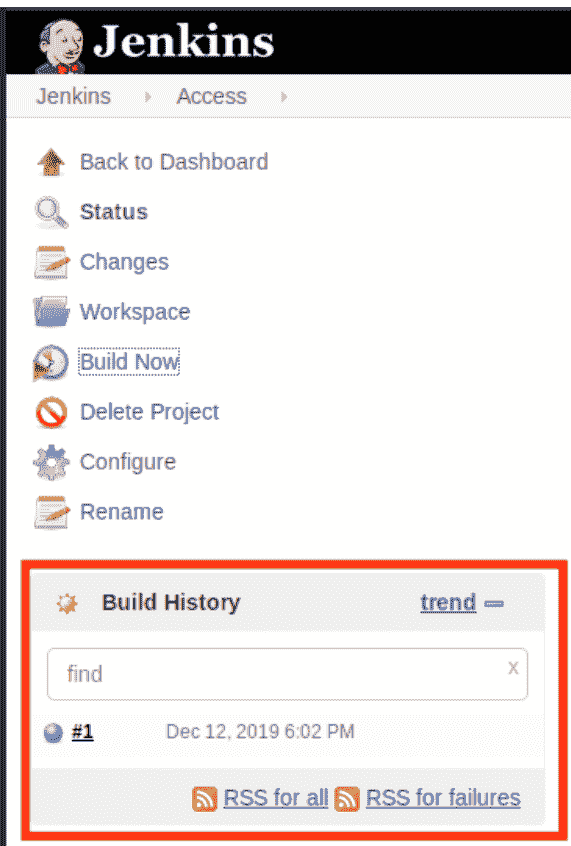 Jenkins
Jenkins Access
Back to Dashboard
Status
Changes
Workspace
Build Now
Delete Project
Configure
Rename
Build History trend
find x
#1 Dec 12, 2019 6:02 PM
RSS for all RSS for failures